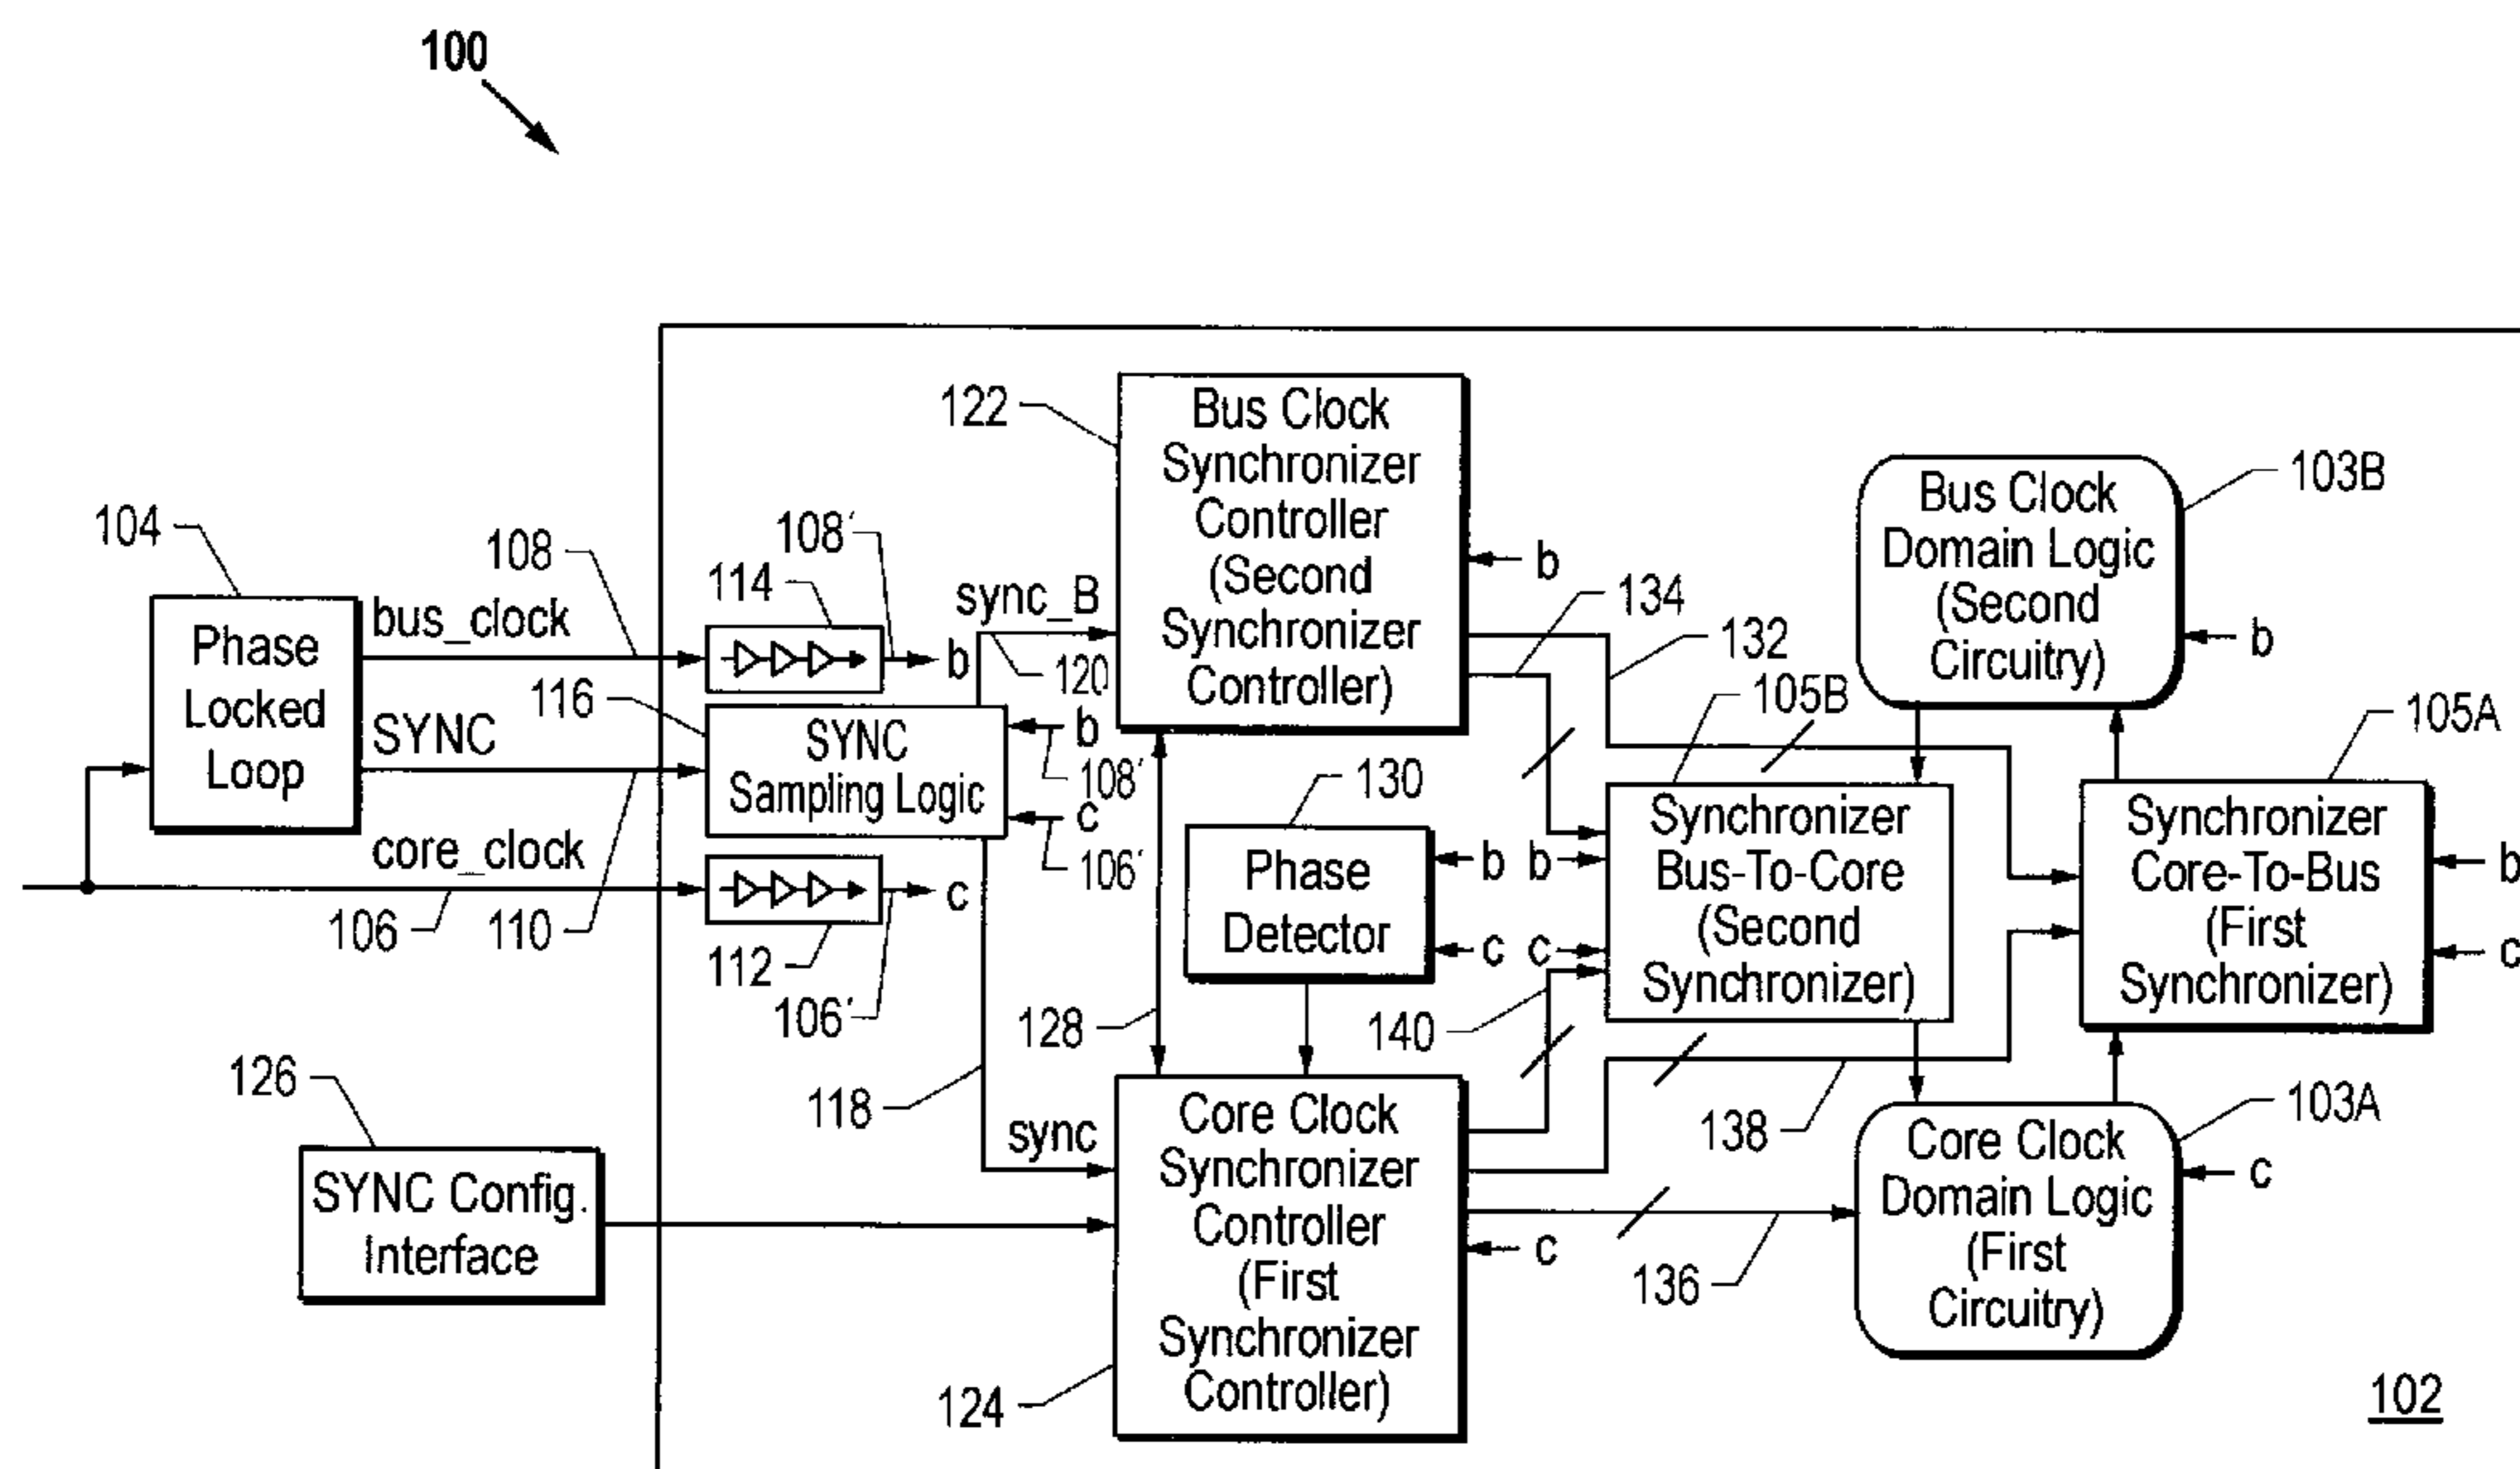 100
122
Bus Clock
Synchronizer
Controller
(Second
Synchronizer
Controller)
b
103B
Bus Clock
Domain Logic
(Second
Circuitry)
b
104
Phase
Locked
Loop
bus_clock
108
SYNC
110
core_clock
106
114
108′
b
116
SYNC
Sampling Logic
b
108′
c
106′
sync_B
120
112
106′
c
134
132
105B
105A
130
Phase
Detector
b
c
b
c
Synchronizer
Bus-To-Core
(Second
Synchronizer)
Synchronizer
Core-To-Bus
(First
Synchronizer)
b
c
128
140
118
sync
126
SYNC Config.
Interface
124
Core Clock
Synchronizer
Controller
(First
Synchronizer
Controller)
c
138
136
103A
Core Clock
Domain Logic
(First
Circuitry)
c
102